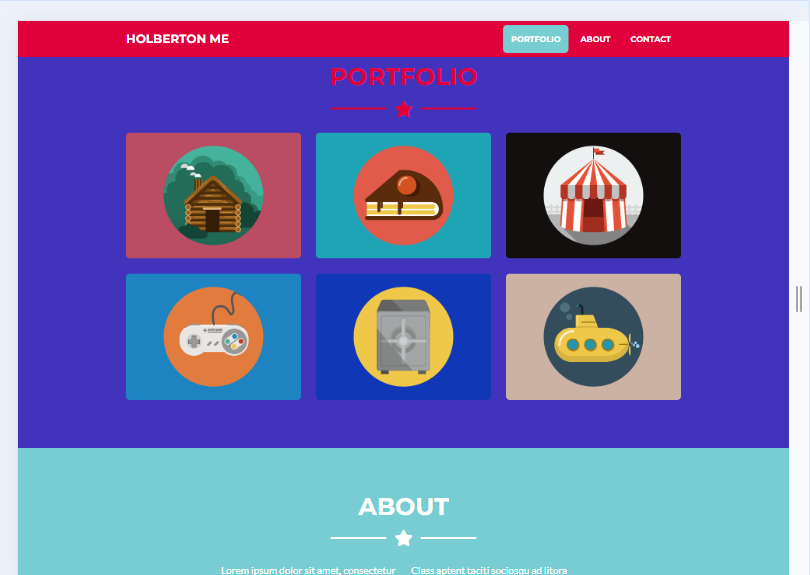 HOLBERTON ME
PORTFOLIO ABOUT CONTACT
PORTFOLIO
ABOUT
Lorem ipsum dolor sit amet, consectetur
Class aptent taciti sociosqu ad litora